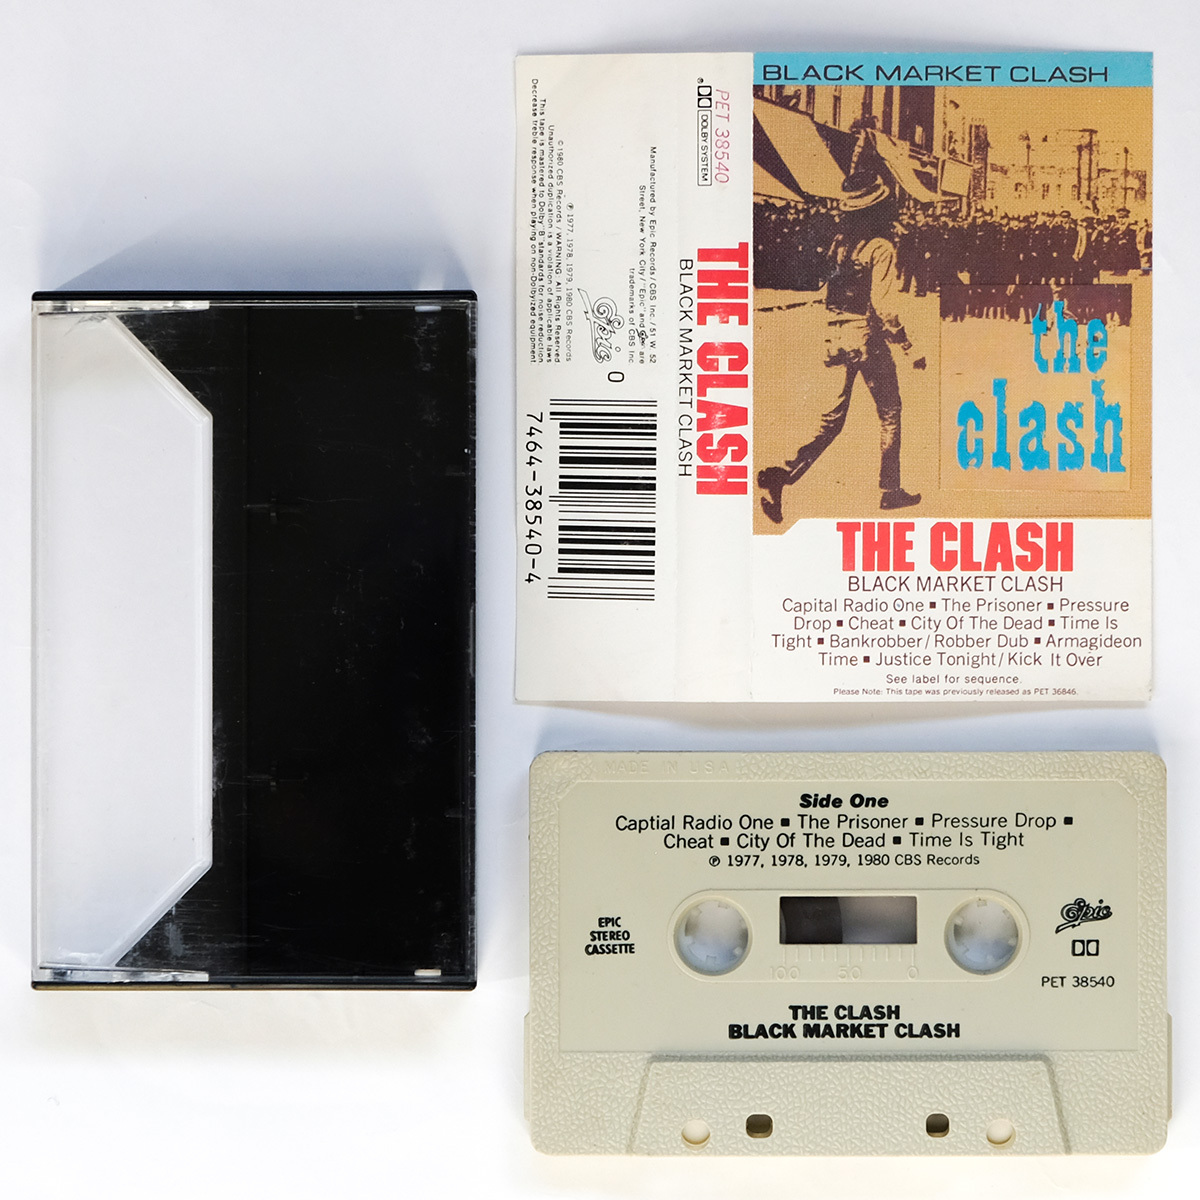 Decrease treble response when playing on non-Dolbyized equipment.
This tape is mastered to Dolby "B" standards for noise reduction
Unauthorized duplication is a violation of applicable laws
© 1980 CBS Records / WARNING: All Rights Reserved
℗ 1977, 1978, 1979, 1980 CBS Records
Epic
trademarks of CBS Inc
Street, New York City / "Epic" and Epic are
Manufactured by Epic Records / CBS Inc. / 51 W. 52
0
7464-38540-4
PET 38540
DOLBY SYSTEM
THE CLASH
BLACK MARKET CLASH
BLACK MARKET CLASH
the
clash
THE CLASH
BLACK MARKET CLASH
Capital Radio One ▪ The Prisoner ▪ Pressure
Drop ▪ Cheat ▪ City Of The Dead ▪ Time Is
Tight ▪ Bankrobber/Robber Dub ▪ Armagideon
Time ▪ Justice Tonight/Kick It Over
See label for sequence.
Please Note: This tape was previously released as PET 36846.
MADE IN U.S.A.
Side One
Captial Radio One ▪ The Prisoner ▪ Pressure Drop ▪
Cheat ▪ City Of The Dead ▪ Time Is Tight
℗ 1977, 1978, 1979, 1980 CBS Records
EPIC
STEREO
CASSETTE
100 50 0
Epic
PET 38540
THE CLASH
BLACK MARKET CLASH